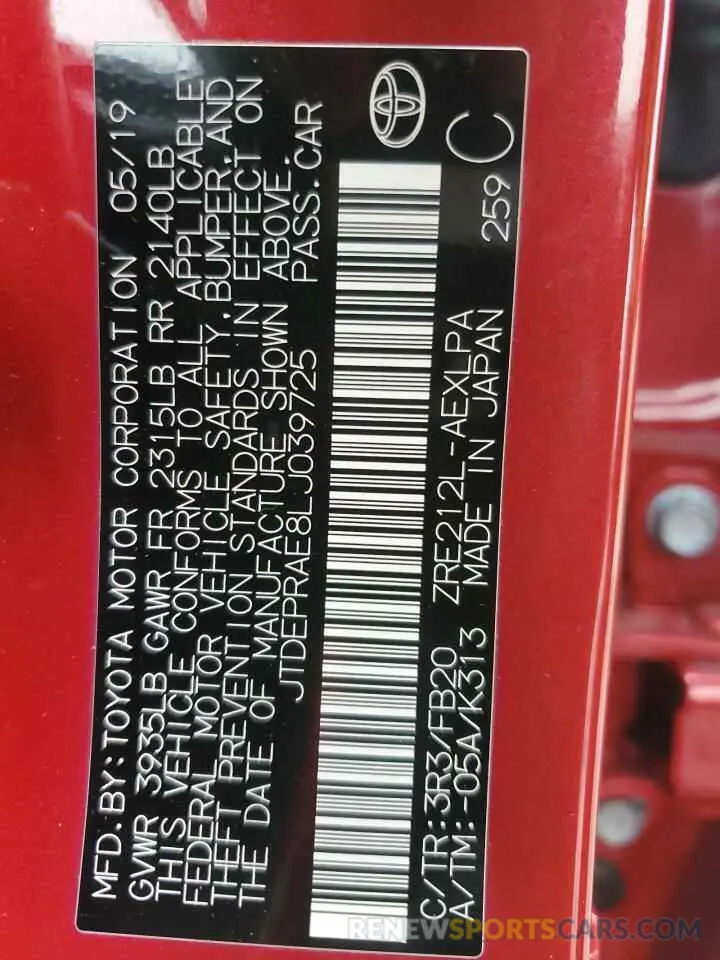 MFD. BY: TOYOTA MOTOR CORPORATION 05/19
GVWR 3935LB GAWR FR 2315LB RR 2140LB
THIS VEHICLE CONFORMS TO ALL APPLICABLE
FEDERAL MOTOR VEHICLE SAFETY, BUMPER, AND
THEFT PREVENTION STANDARDS IN EFFECT ON
THE DATE OF MANUFACTURE SHOWN ABOVE.
JTDEPRAE8LJ039725 PASS. CAR
C/TR: 3R3/FB20 ZRE212L-AEXLPA
A/TM: -05A/K313 MADE IN JAPAN 259 C
RENEWSPORTSCARS.COM